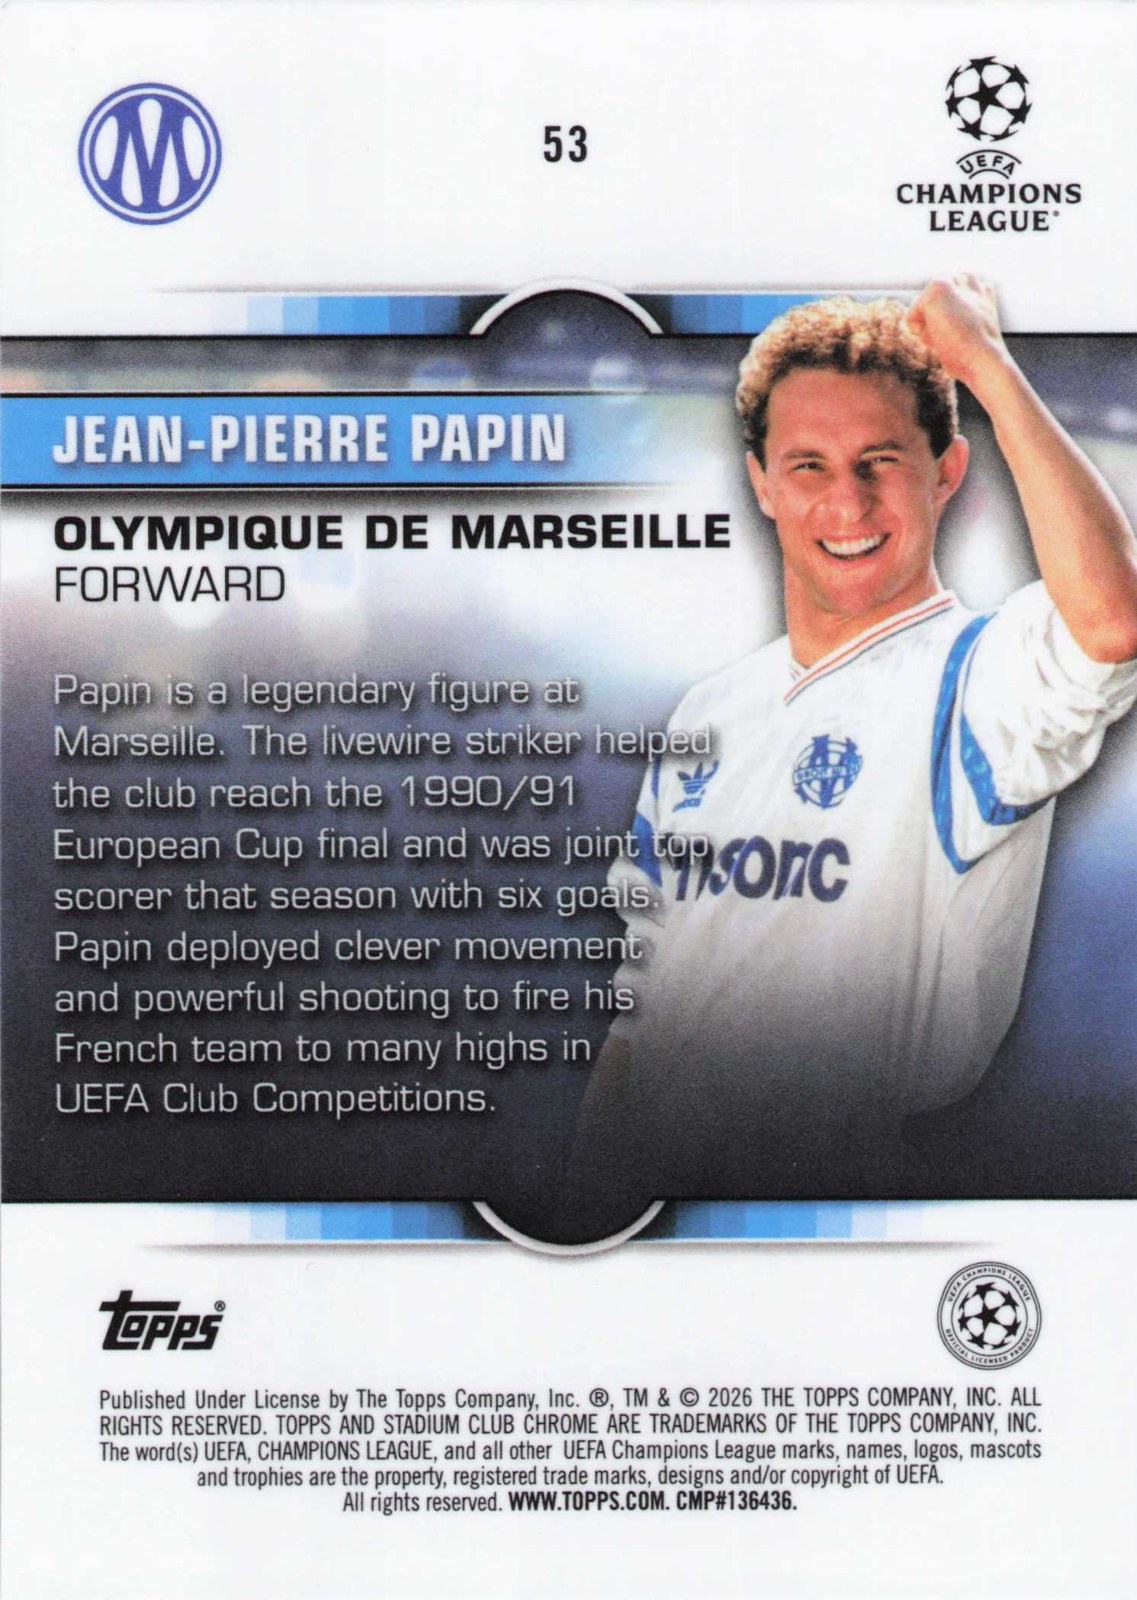 53
UEFA
CHAMPIONS
LEAGUE
JEAN-PIERRE PAPIN
OLYMPIQUE DE MARSEILLE
FORWARD
Papin is a legendary figure at
Marseille. The livewire striker helped
the club reach the 1990/91
European Cup final and was joint top
scorer that season with six goals.
Papin deployed clever movement
and powerful shooting to fire his
French team to many highs in
UEFA Club Competitions.
topps®
UEFA CHAMPIONS LEAGUE
OFFICIAL LICENSED PRODUCT
Published Under License by The Topps Company, Inc. ®, TM & © 2026 THE TOPPS COMPANY, INC. ALL
RIGHTS RESERVED. TOPPS AND STADIUM CLUB CHROME ARE TRADEMARKS OF THE TOPPS COMPANY, INC.
The word(s) UEFA, CHAMPIONS LEAGUE, and all other UEFA Champions League marks, names, logos, mascots
and trophies are the property, registered trade marks, designs and/or copyright of UEFA.
All rights reserved. WWW.TOPPS.COM. CMP#136436.